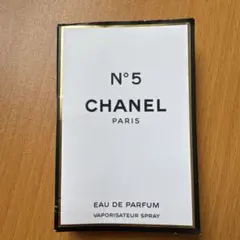 N°5
CHANEL
PARIS
EAU DE PARFUM
VAPORISATEUR SPRAY